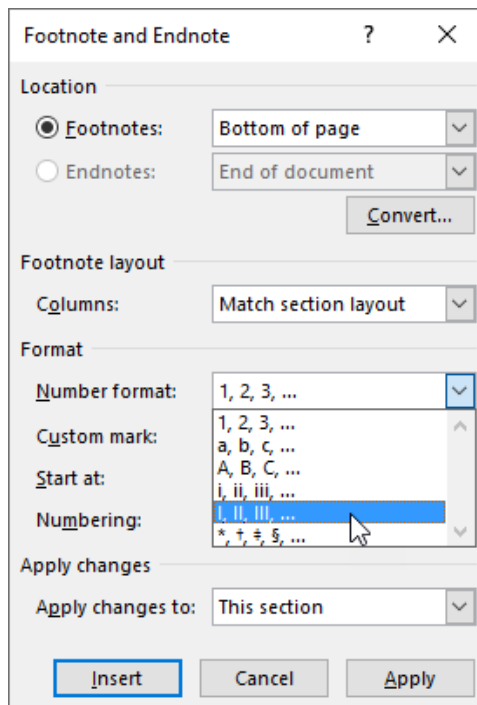 Footnote and Endnote ?
Location
Footnotes: Bottom of page
Endnotes: End of document
Convert...
Footnote layout
Columns: Match section layout
Format
Number format: 1, 2, 3, ...
1, 2, 3, ...
Custom mark: a, b, c, ...
A, B, C, ...
Start at: i, ii, iii, ...
I, II, III, ...
Numbering: *, †, ‡, §, ...
Apply changes
Apply changes to: This section
Insert Cancel Apply